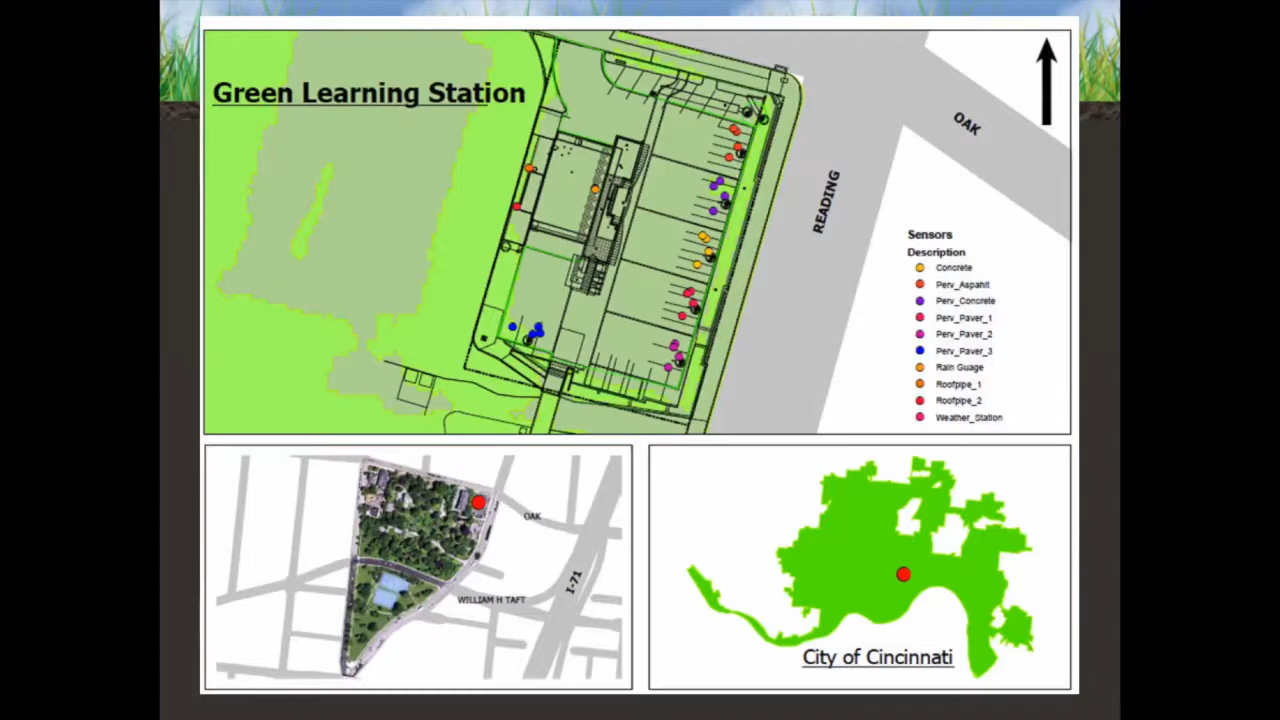 Green Learning Station
OAK
READING
Sensors
Description
Concrete
Perv_Aspahlt
Perv_Concrete
Perv_Paver_1
Perv_Paver_2
Perv_Paver_3
Rain Guage
Roofpipe_1
Roofpipe_2
Weather_Station
OAK
I-71
WILLIAM H TAFT
City of Cincinnati